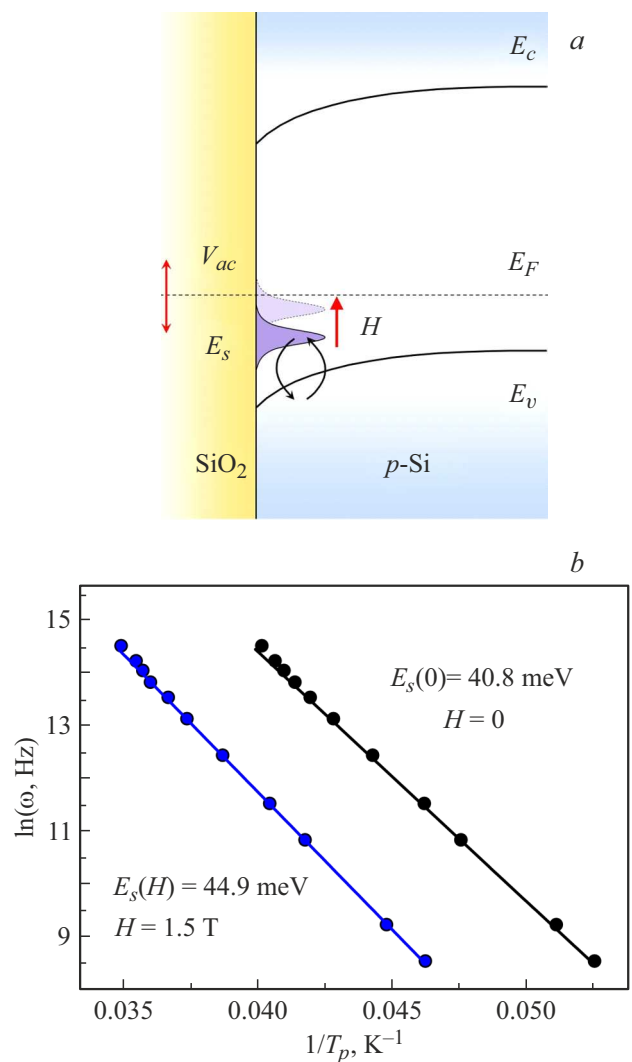 a
E_c
V_ac
E_F
E_s
H
E_v
SiO₂
p-Si
b
15
13
11
9
ln(ω, Hz)
E_s(0)= 40.8 meV
H = 0
E_s(H) = 44.9 meV
H = 1.5 T
0.035 0.040 0.045 0.050
1/T_p, K⁻¹